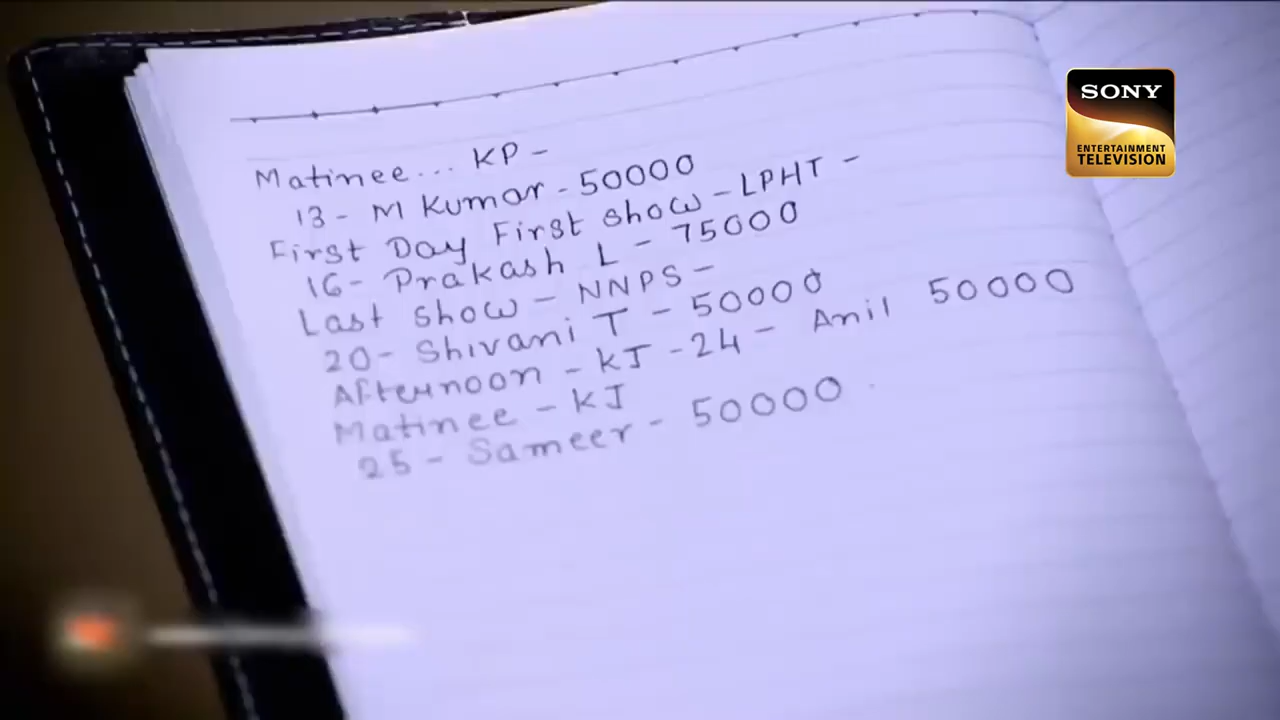 Matinee... KP -
13 - M Kumar - 50000
First Day First Show - LPHT -
16 - Prakash L - 75000
Last Show - NNPS -
20 - Shivani T - 50000
Afternoon - KJ - 24 - Anil 50000
Matinee - KJ
25 - Sameer - 50000
SONY
ENTERTAINMENT
TELEVISION